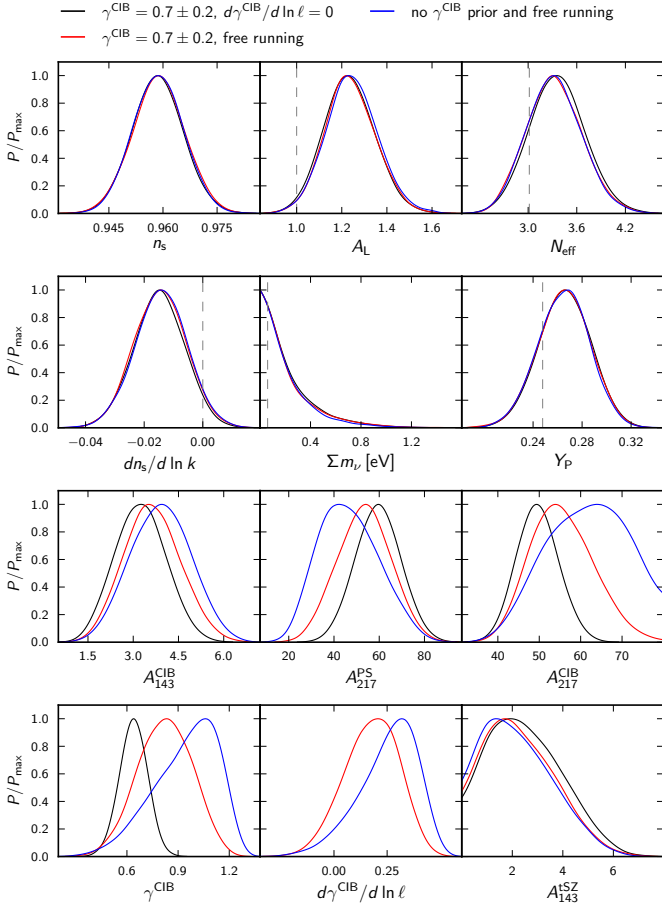 γ^CIB = 0.7 ± 0.2, dγ^CIB/d ln ℓ = 0
no γ^CIB prior and free running
γ^CIB = 0.7 ± 0.2, free running
P/P_max
1.0
0.8
0.6
0.4
0.2
0.0
0.945 0.960 0.975
n_s
1.0 1.2 1.4 1.6
A_L
3.0 3.6 4.2
N_eff
P/P_max
1.0
0.8
0.6
0.4
0.2
0.0
−0.04 −0.02 0.00
dn_s/d ln k
0.4 0.8 1.2
Σm_ν [eV]
0.24 0.28 0.32
Y_P
P/P_max
1.0
0.8
0.6
0.4
0.2
0.0
1.5 3.0 4.5 6.0
A^CIB_143
20 40 60 80
A^PS_217
40 50 60 70
A^CIB_217
P/P_max
1.0
0.8
0.6
0.4
0.2
0.0
0.6 0.9 1.2
γ^CIB
0.00 0.25
dγ^CIB/d ln ℓ
2 4 6
A^tSZ_143